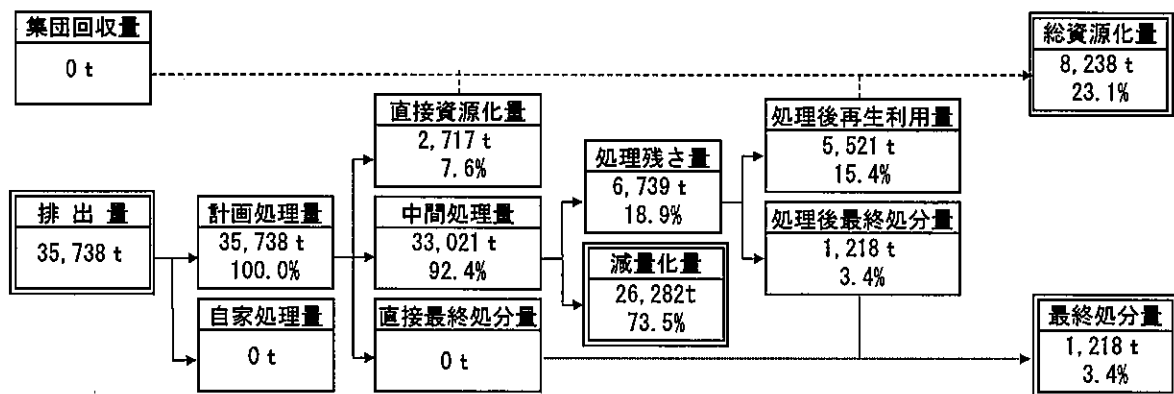 集団回収量
0 t
総資源化量
8,238 t
23.1%
直接資源化量
2,717 t
7.6%
処理後再生利用量
5,521 t
15.4%
処理残さ量
6,739 t
18.9%
排出量
35,738 t
計画処理量
35,738 t
100.0%
中間処理量
33,021 t
92.4%
処理後最終処分量
1,218 t
3.4%
減量化量
26,282t
73.5%
自家処理量
0 t
直接最終処分量
0 t
最終処分量
1,218 t
3.4%